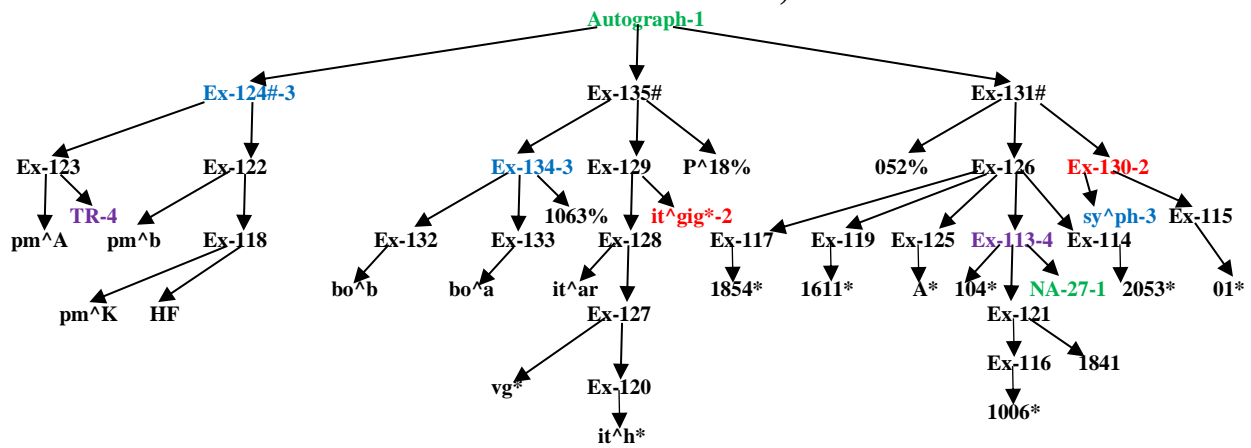 Autograph-1
Ex-124#-3 Ex-135# Ex-131#
Ex-123 Ex-122 Ex-134-3 Ex-129 P^18% 052% Ex-126 Ex-130-2
TR-4 1063% it^gig*-2 sy^ph-3 Ex-115
pm^A pm^b Ex-118 Ex-132 Ex-133 Ex-128 Ex-117 Ex-119 Ex-125 Ex-113-4 Ex-114
bo^b bo^a it^ar 1854* 1611* A* 104* NA-27-1 2053* 01*
pm^K HF Ex-127 Ex-121
Ex-116 1841
vg* Ex-120
1006*
it^h*